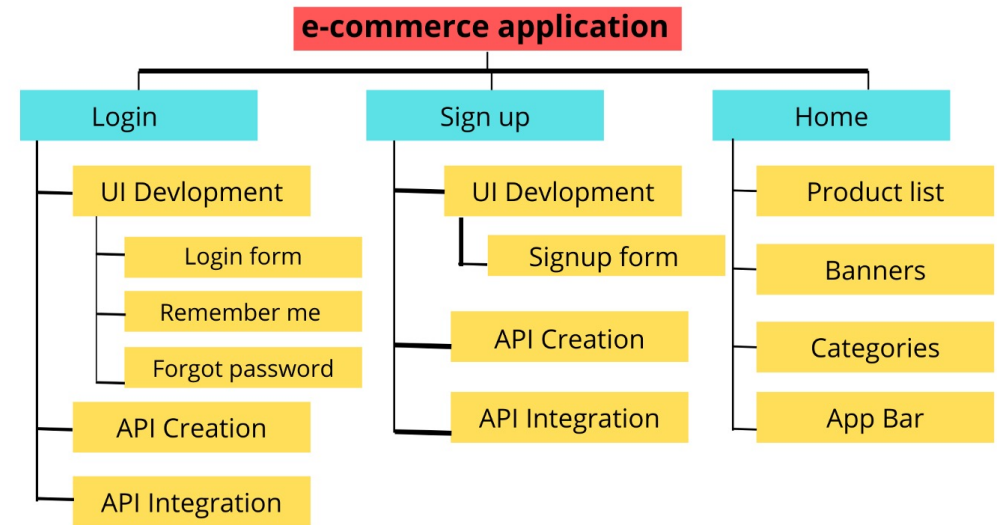 e-commerce application
Login
UI Devlopment
Login form
Remember me
Forgot password
API Creation
API Integration
Sign up
UI Devlopment
Signup form
API Creation
API Integration
Home
Product list
Banners
Categories
App Bar